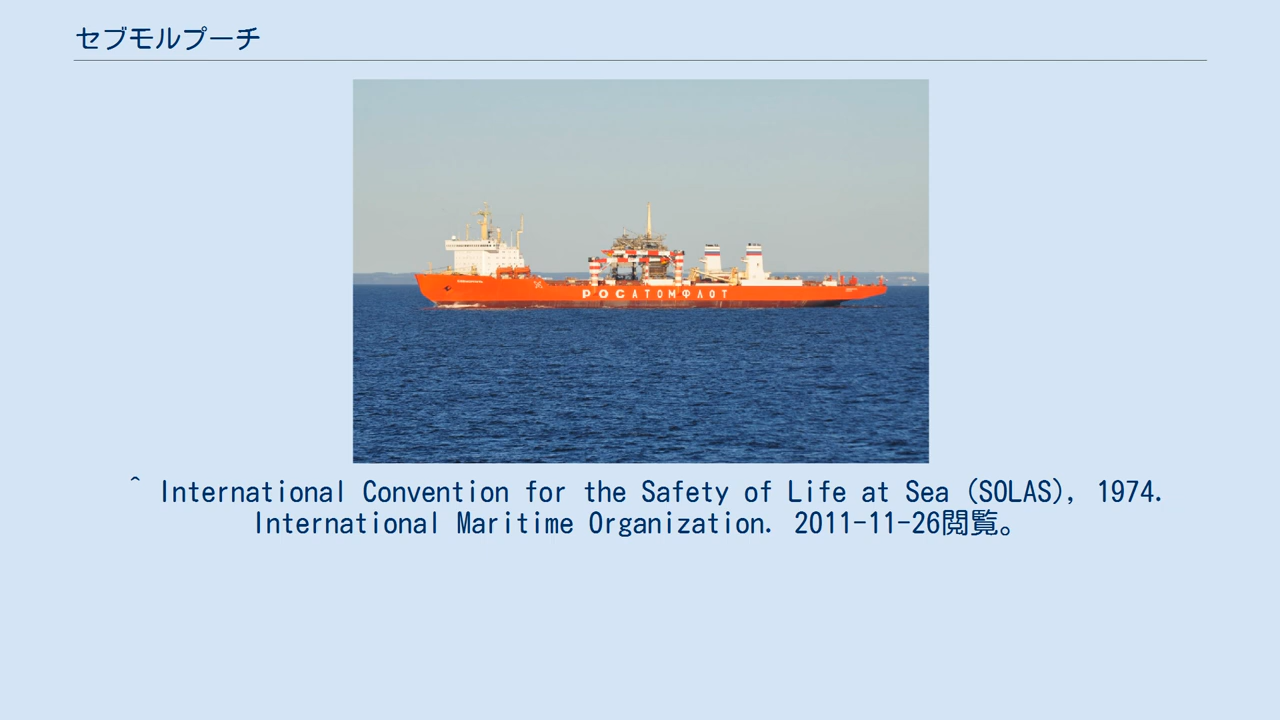 セブモルプーチ
РОСАТОМФЛОТ
^ International Convention for the Safety of Life at Sea (SOLAS), 1974.
International Maritime Organization. 2011-11-26閲覧。